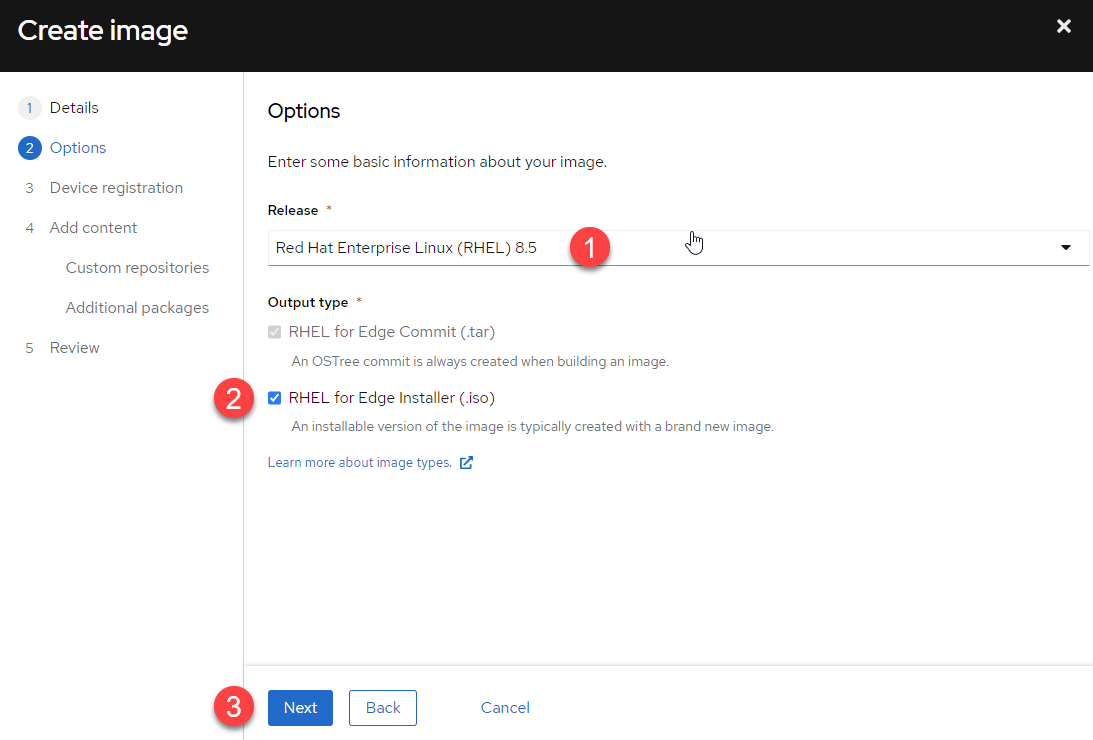 Create image
1 Details
2 Options
3 Device registration
4 Add content
Custom repositories
Additional packages
5 Review
Options
Enter some basic information about your image.
Release *
Red Hat Enterprise Linux (RHEL) 8.5
1
Output type *
RHEL for Edge Commit (.tar)
An OSTree commit is always created when building an image.
2
RHEL for Edge Installer (.iso)
An installable version of the image is typically created with a brand new image.
Learn more about image types.
3
Next Back Cancel